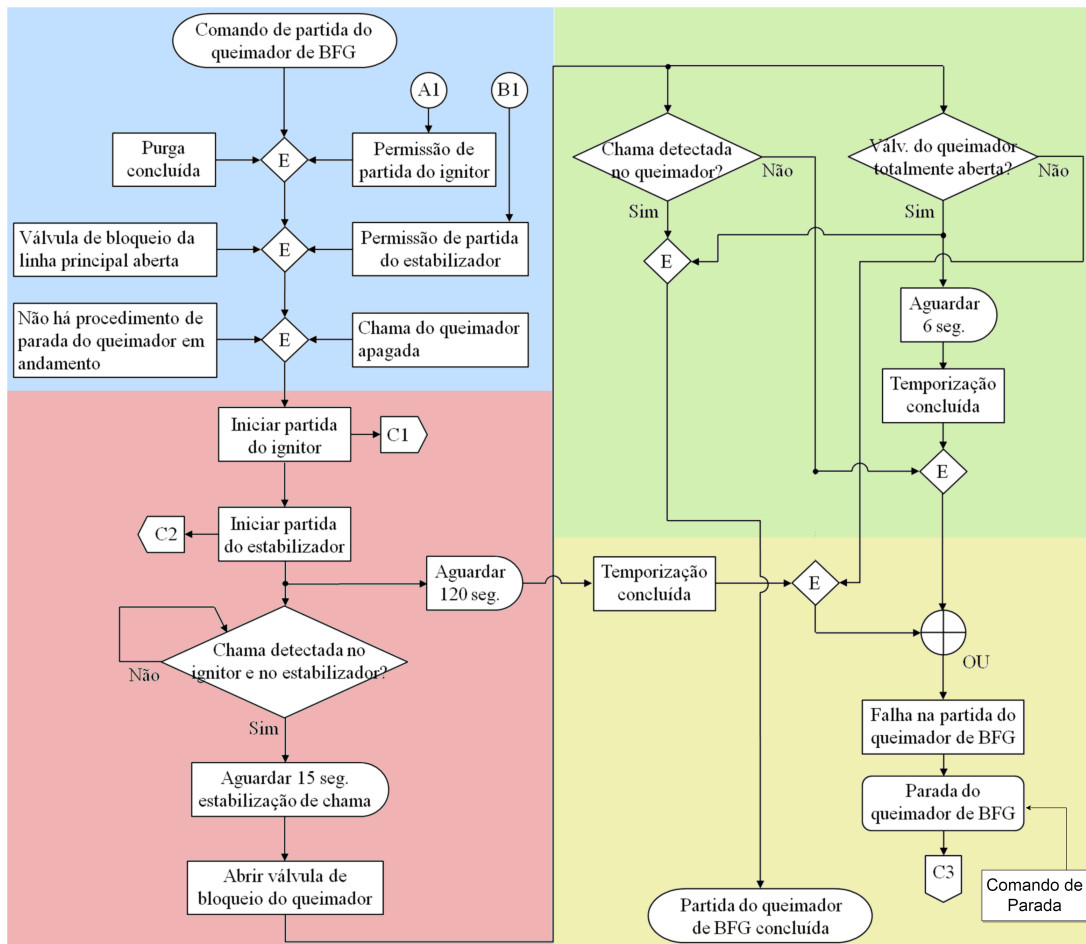 Comando de partida do
queimador de BFG
A1
B1
Purga
concluída
E
Permissão de
partida do ignitor
Válvula de bloqueio da
linha principal aberta
E
Permissão de partida
do estabilizador
Não há procedimento de
parada do queimador em
andamento
E
Chama do queimador
apagada
Iniciar partida
do ignitor
C1
C2
Iniciar partida
do estabilizador
Aguardar
120 seg.
Chama detectada no
ignitor e no estabilizador?
Não
Sim
Aguardar 15 seg.
estabilização de chama
Abrir válvula de
bloqueio do queimador
Chama detectada
no queimador?
Não
Sim
Válv. do queimador
totalmente aberta?
Não
Sim
E
Aguardar
6 seg.
Temporização
concluída
E
Temporização
concluída
E
OU
Falha na partida do
queimador de BFG
Parada do
queimador de BFG
C3
Comando de
Parada
Partida do queimador
de BFG concluída